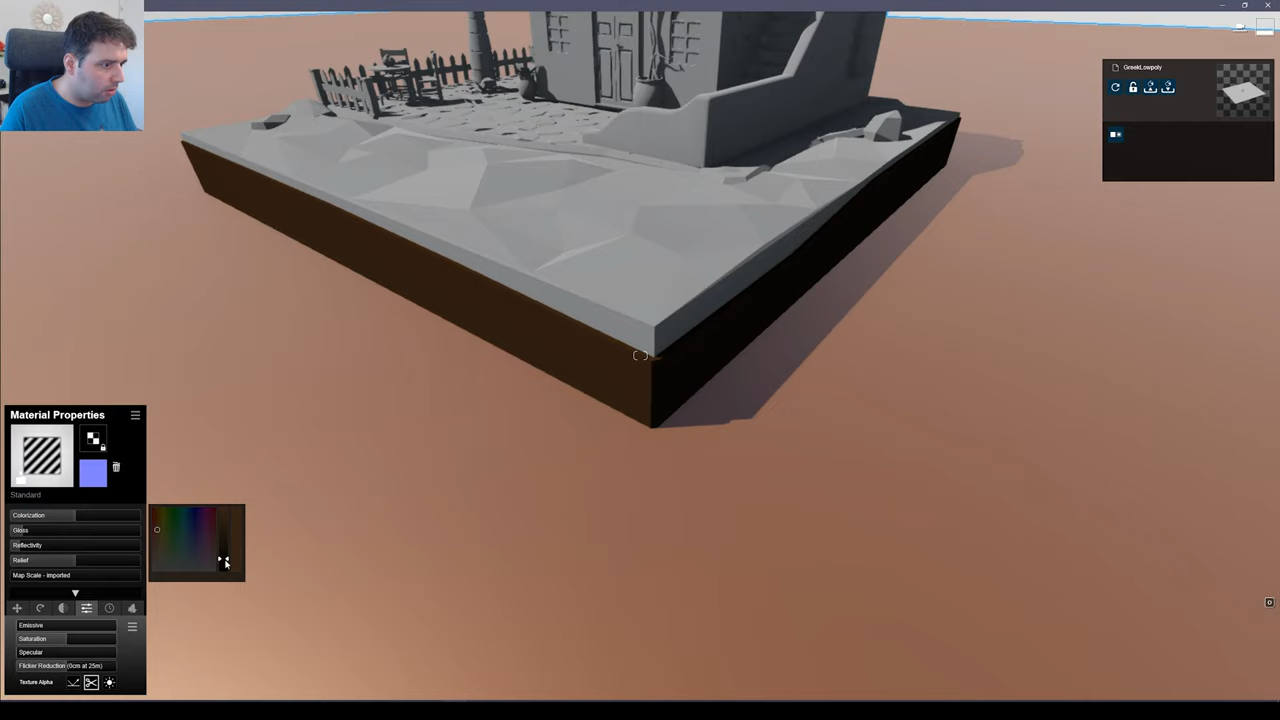 GreekLowpoly
Material Properties
Standard
Colorization
Gloss
Reflectivity
Relief
Map Scale - imported
Emissive
Saturation
Specular
Flicker Reduction (0cm at 25m)
Texture Alpha